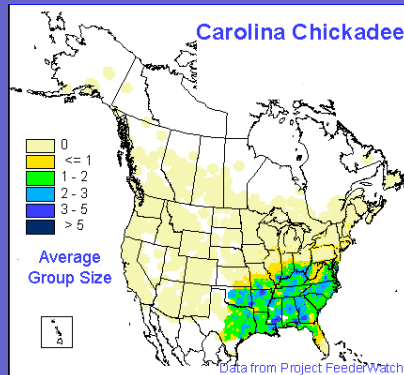 Carolina Chickadee
0
<= 1
1 - 2
2 - 3
3 - 5
> 5
Average
Group Size
Data from Project FeederWatch